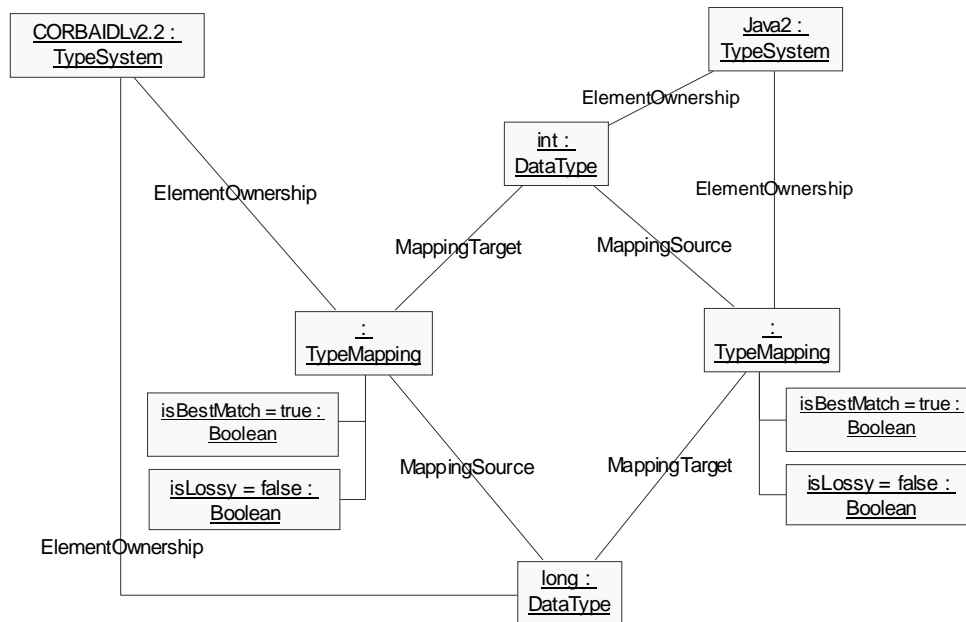 CORBAIDLv2.2 :
TypeSystem
Java2 :
TypeSystem
ElementOwnership
int :
DataType
ElementOwnership
ElementOwnership
MappingTarget
MappingSource
:
TypeMapping
:
TypeMapping
isBestMatch = true :
Boolean
isBestMatch = true :
Boolean
MappingSource
MappingTarget
isLossy = false :
Boolean
isLossy = false :
Boolean
ElementOwnership
long :
DataType